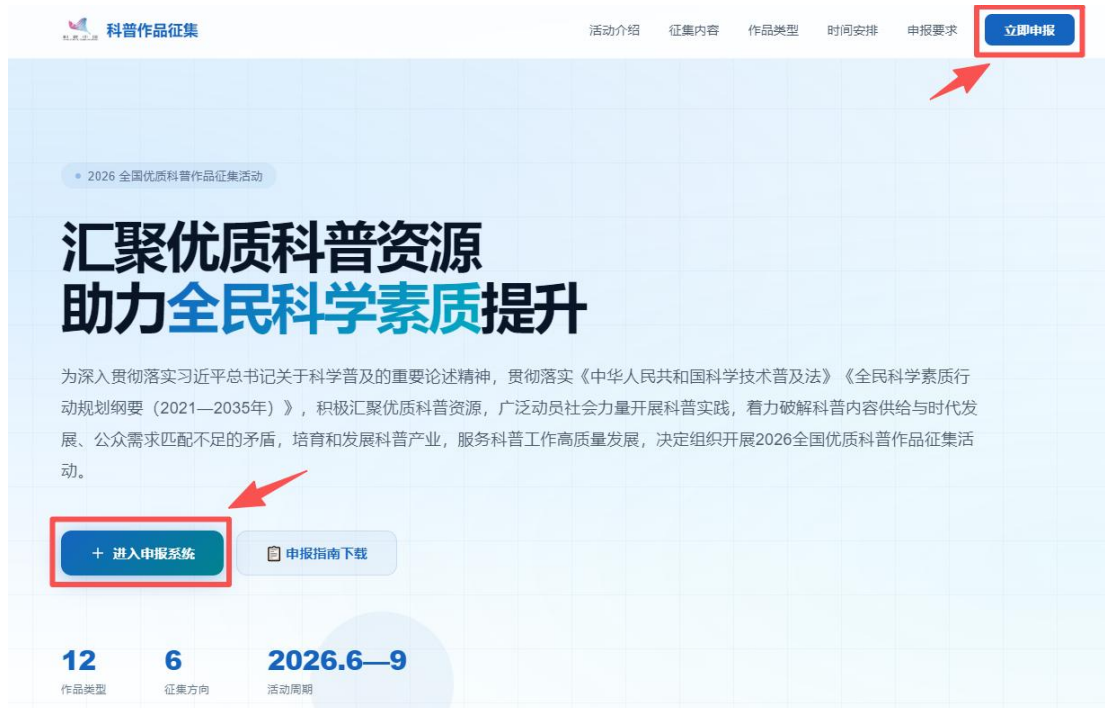 科普作品征集
活动介绍 征集内容 作品类型 时间安排 申报要求 立即申报
2026 全国优质科普作品征集活动
汇聚优质科普资源
助力全民科学素质提升
为深入贯彻落实习近平总书记关于科学普及的重要论述精神，贯彻落实《中华人民共和国科学技术普及法》《全民科学素质行
动规划纲要（2021—2035年）》，积极汇聚优质科普资源，广泛动员社会力量开展科普实践，着力破解科普内容供给与时代发
展、公众需求匹配不足的矛盾，培育和发展科普产业，服务科普工作高质量发展，决定组织开展2026全国优质科普作品征集活
动。
＋ 进入申报系统 申报指南下载
12 6 2026.6—9
作品类型 征集方向 活动周期